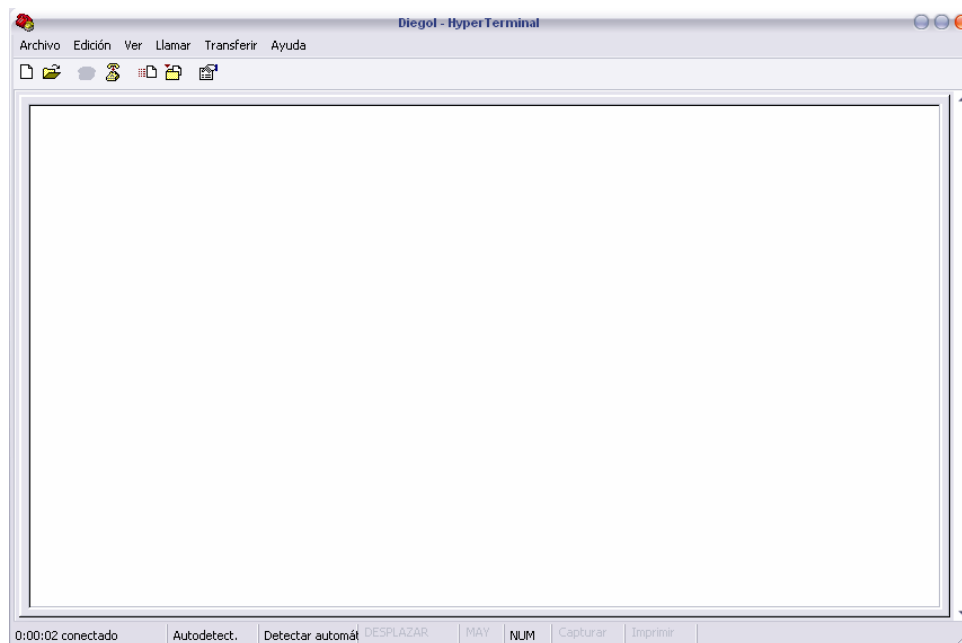 Diegol - HyperTerminal
Archivo Edición Ver Llamar Transferir Ayuda
0:00:02 conectado Autodetect. Detectar automát DESPLAZAR MAY NUM Capturar Imprimir